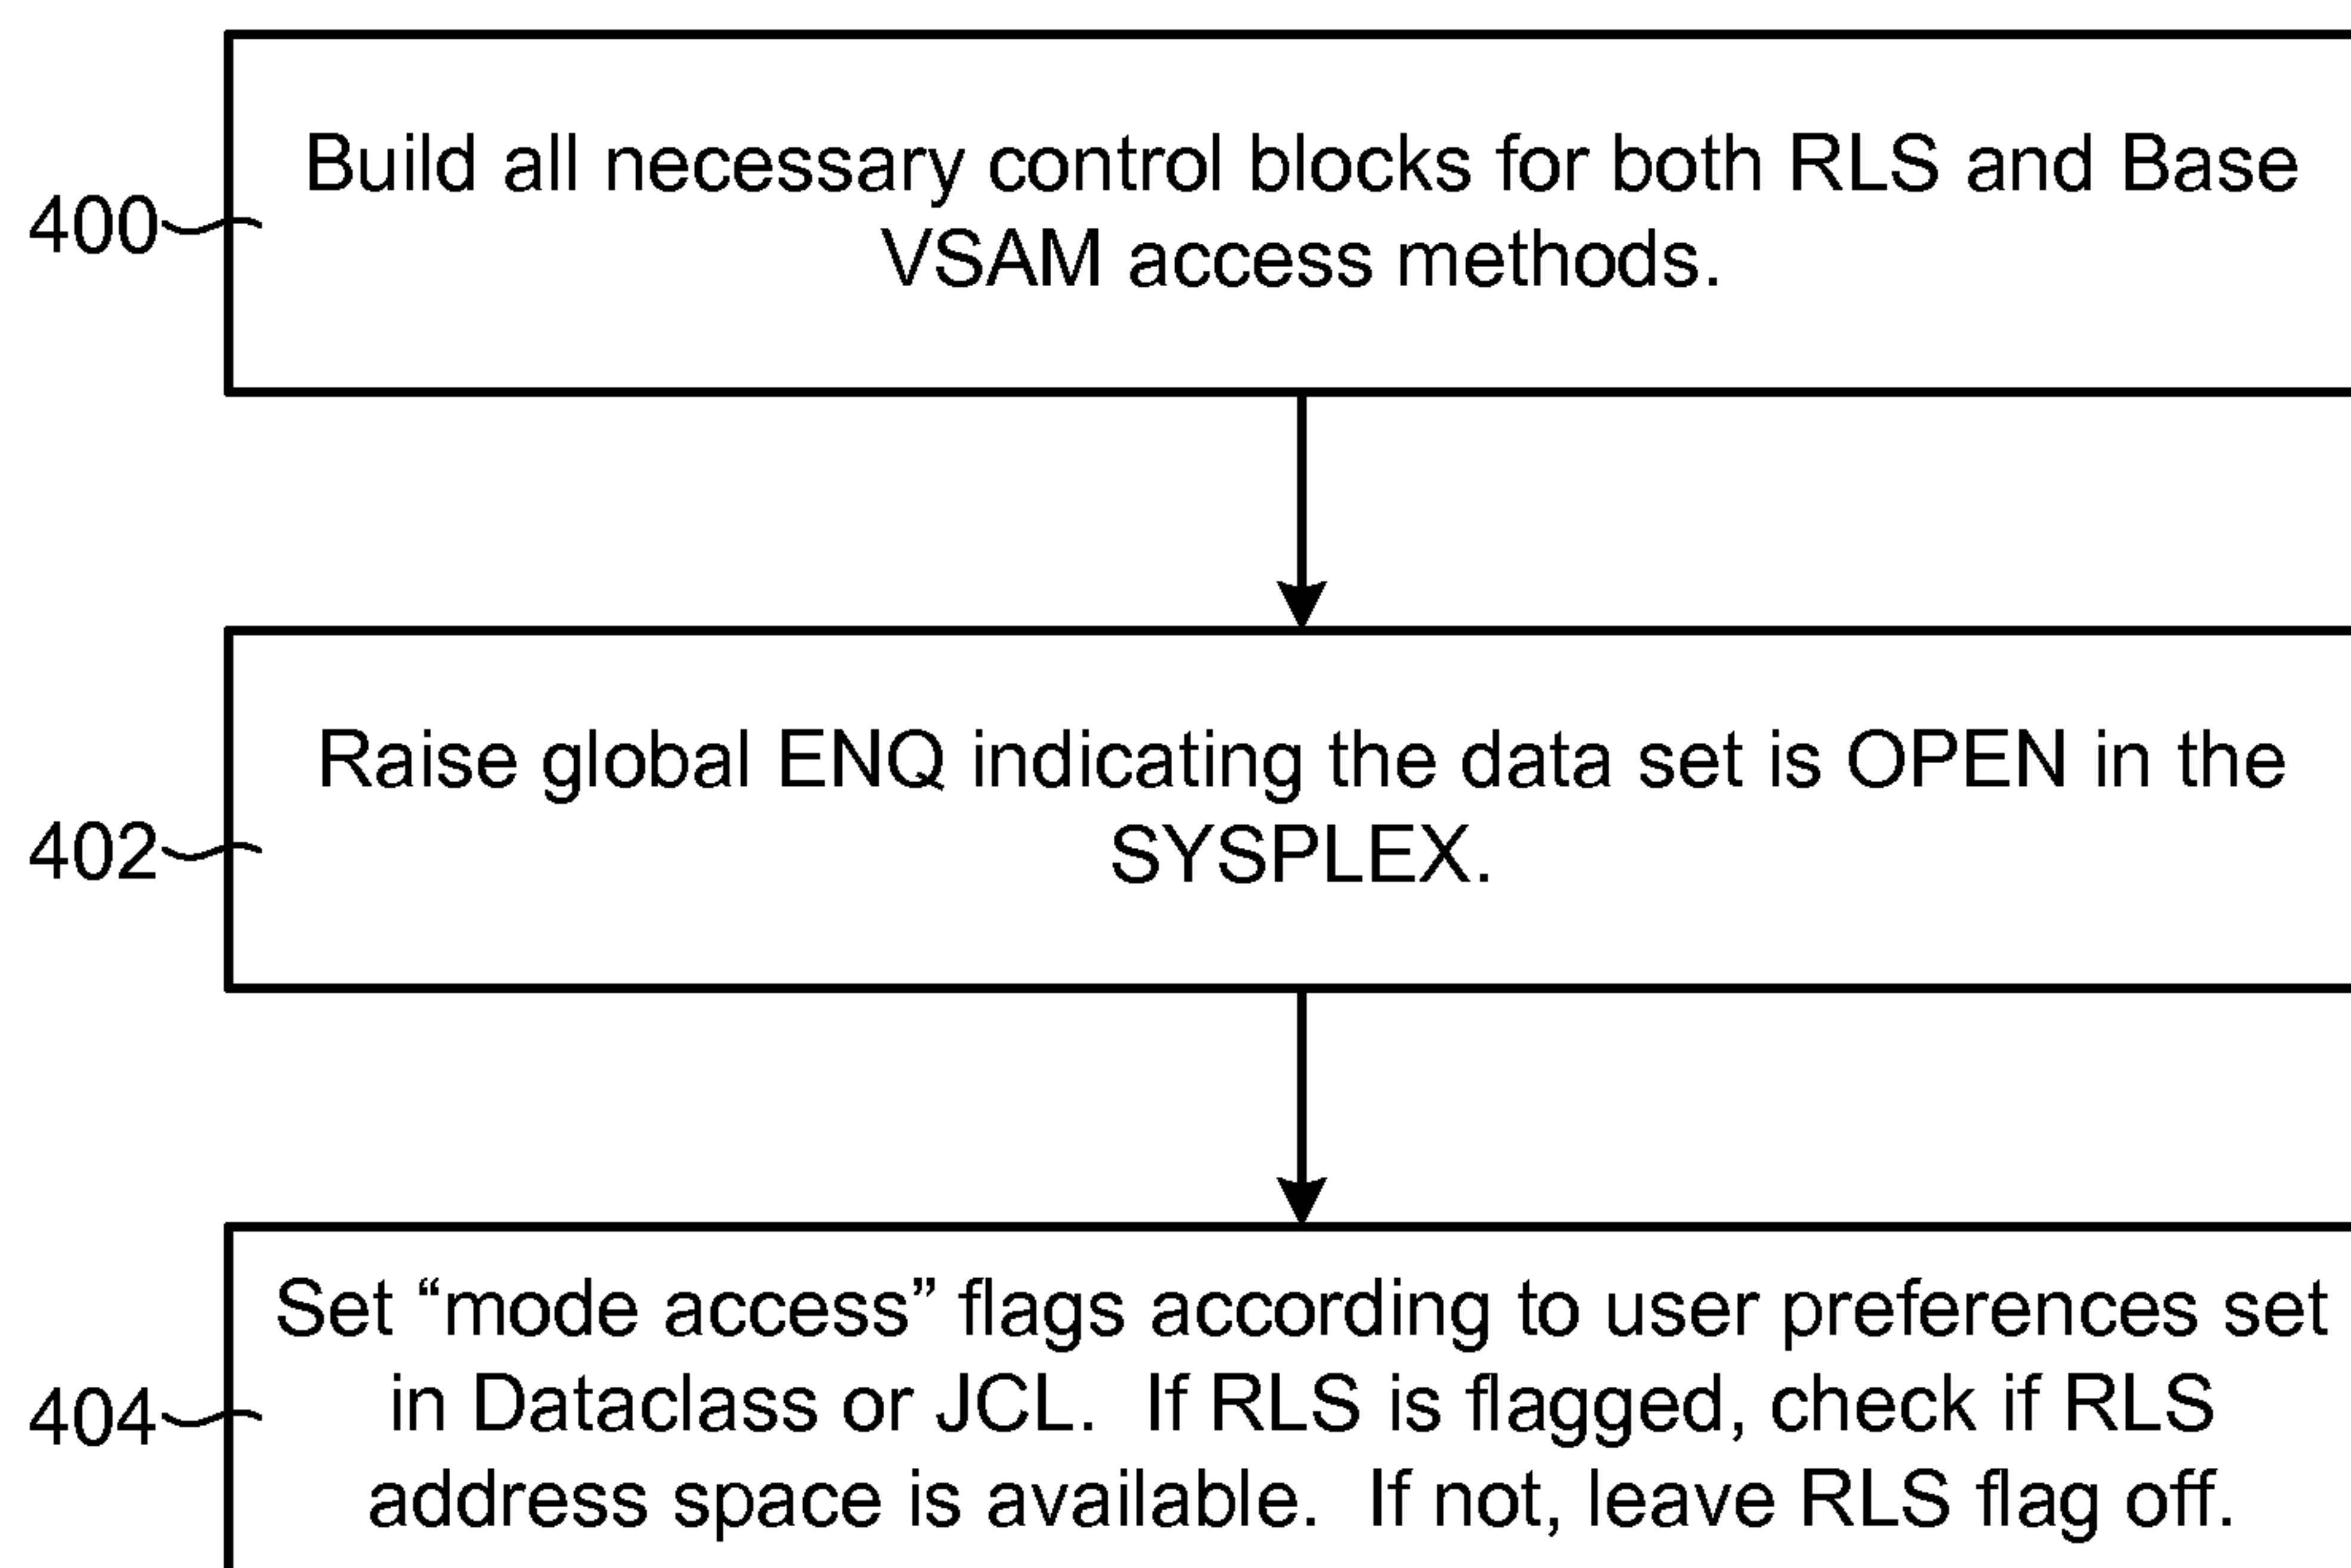 Build all necessary control blocks for both RLS and Base
400
VSAM access methods.
Raise global ENQ indicating the data set is OPEN in the
402
SYSPLEX.
Set “mode access” flags according to user preferences set
in Dataclass or JCL.  If RLS is flagged, check if RLS
404
address space is available.  If not, leave RLS flag off.